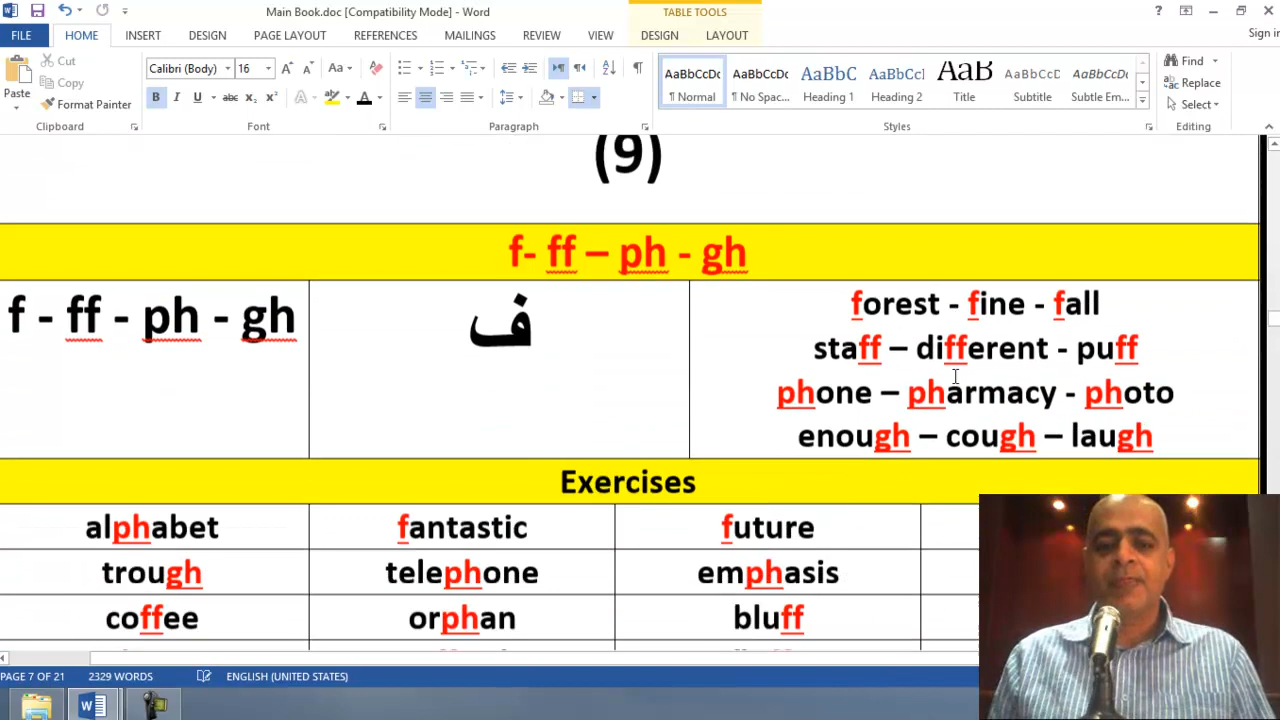 Main Book.doc [Compatibility Mode] - Word
TABLE TOOLS
FILE HOME INSERT DESIGN PAGE LAYOUT REFERENCES MAILINGS REVIEW VIEW DESIGN LAYOUT Sign in
Paste
Cut
Copy
Format Painter
Calibri (Body) 16
AaBbCcDc AaBbCcDc AaBbC AaBbCcI AaB AaBbCcD AaBbCcDc
¶ Normal ¶ No Spac... Heading 1 Heading 2 Title Subtitle Subtle Em...
Find
Replace
Select
Clipboard Font Paragraph Styles Editing
(9)
f- ff – ph - gh
f - ff - ph - gh
ف
forest - fine - fall
staff – different - puff
phone – pharmacy - photo
enough – cough – laugh
Exercises
alphabet fantastic future
trough telephone emphasis
coffee orphan bluff
PAGE 7 OF 21 2329 WORDS ENGLISH (UNITED STATES)